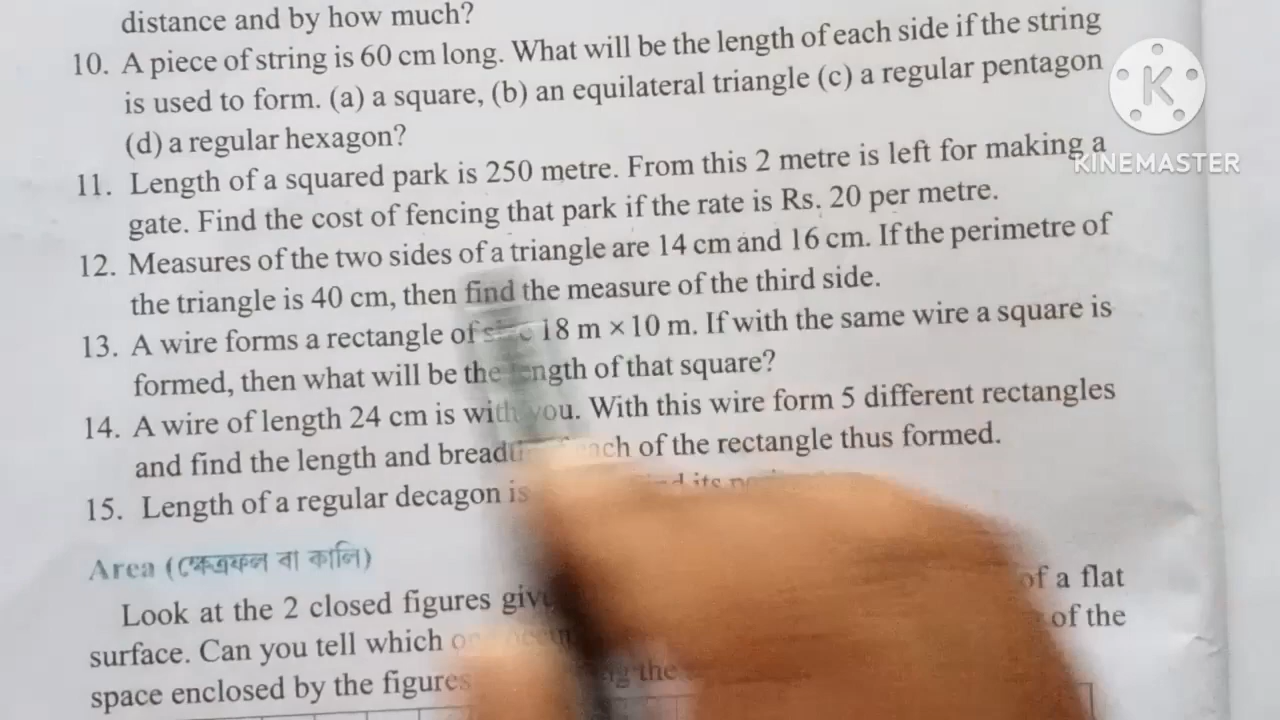 distance and by how much?
10. A piece of string is 60 cm long. What will be the length of each side if the string
is used to form. (a) a square, (b) an equilateral triangle (c) a regular pentagon
(d) a regular hexagon?
K
KINEMASTER
11. Length of a squared park is 250 metre. From this 2 metre is left for making a
gate. Find the cost of fencing that park if the rate is Rs. 20 per metre.
12. Measures of the two sides of a triangle are 14 cm and 16 cm. If the perimetre of
the triangle is 40 cm, then find the measure of the third side.
13. A wire forms a rectangle of size 18 m × 10 m. If with the same wire a square is
formed, then what will be the length of that square?
14. A wire of length 24 cm is with you. With this wire form 5 different rectangles
and find the length and breadth of each of the rectangle thus formed.
15. Length of a regular decagon is its
Area (ক্ষেত্ৰফল বা কালি)
Look at the 2 closed figures of a flat
surface. Can you tell which of the
space enclosed by the figures the